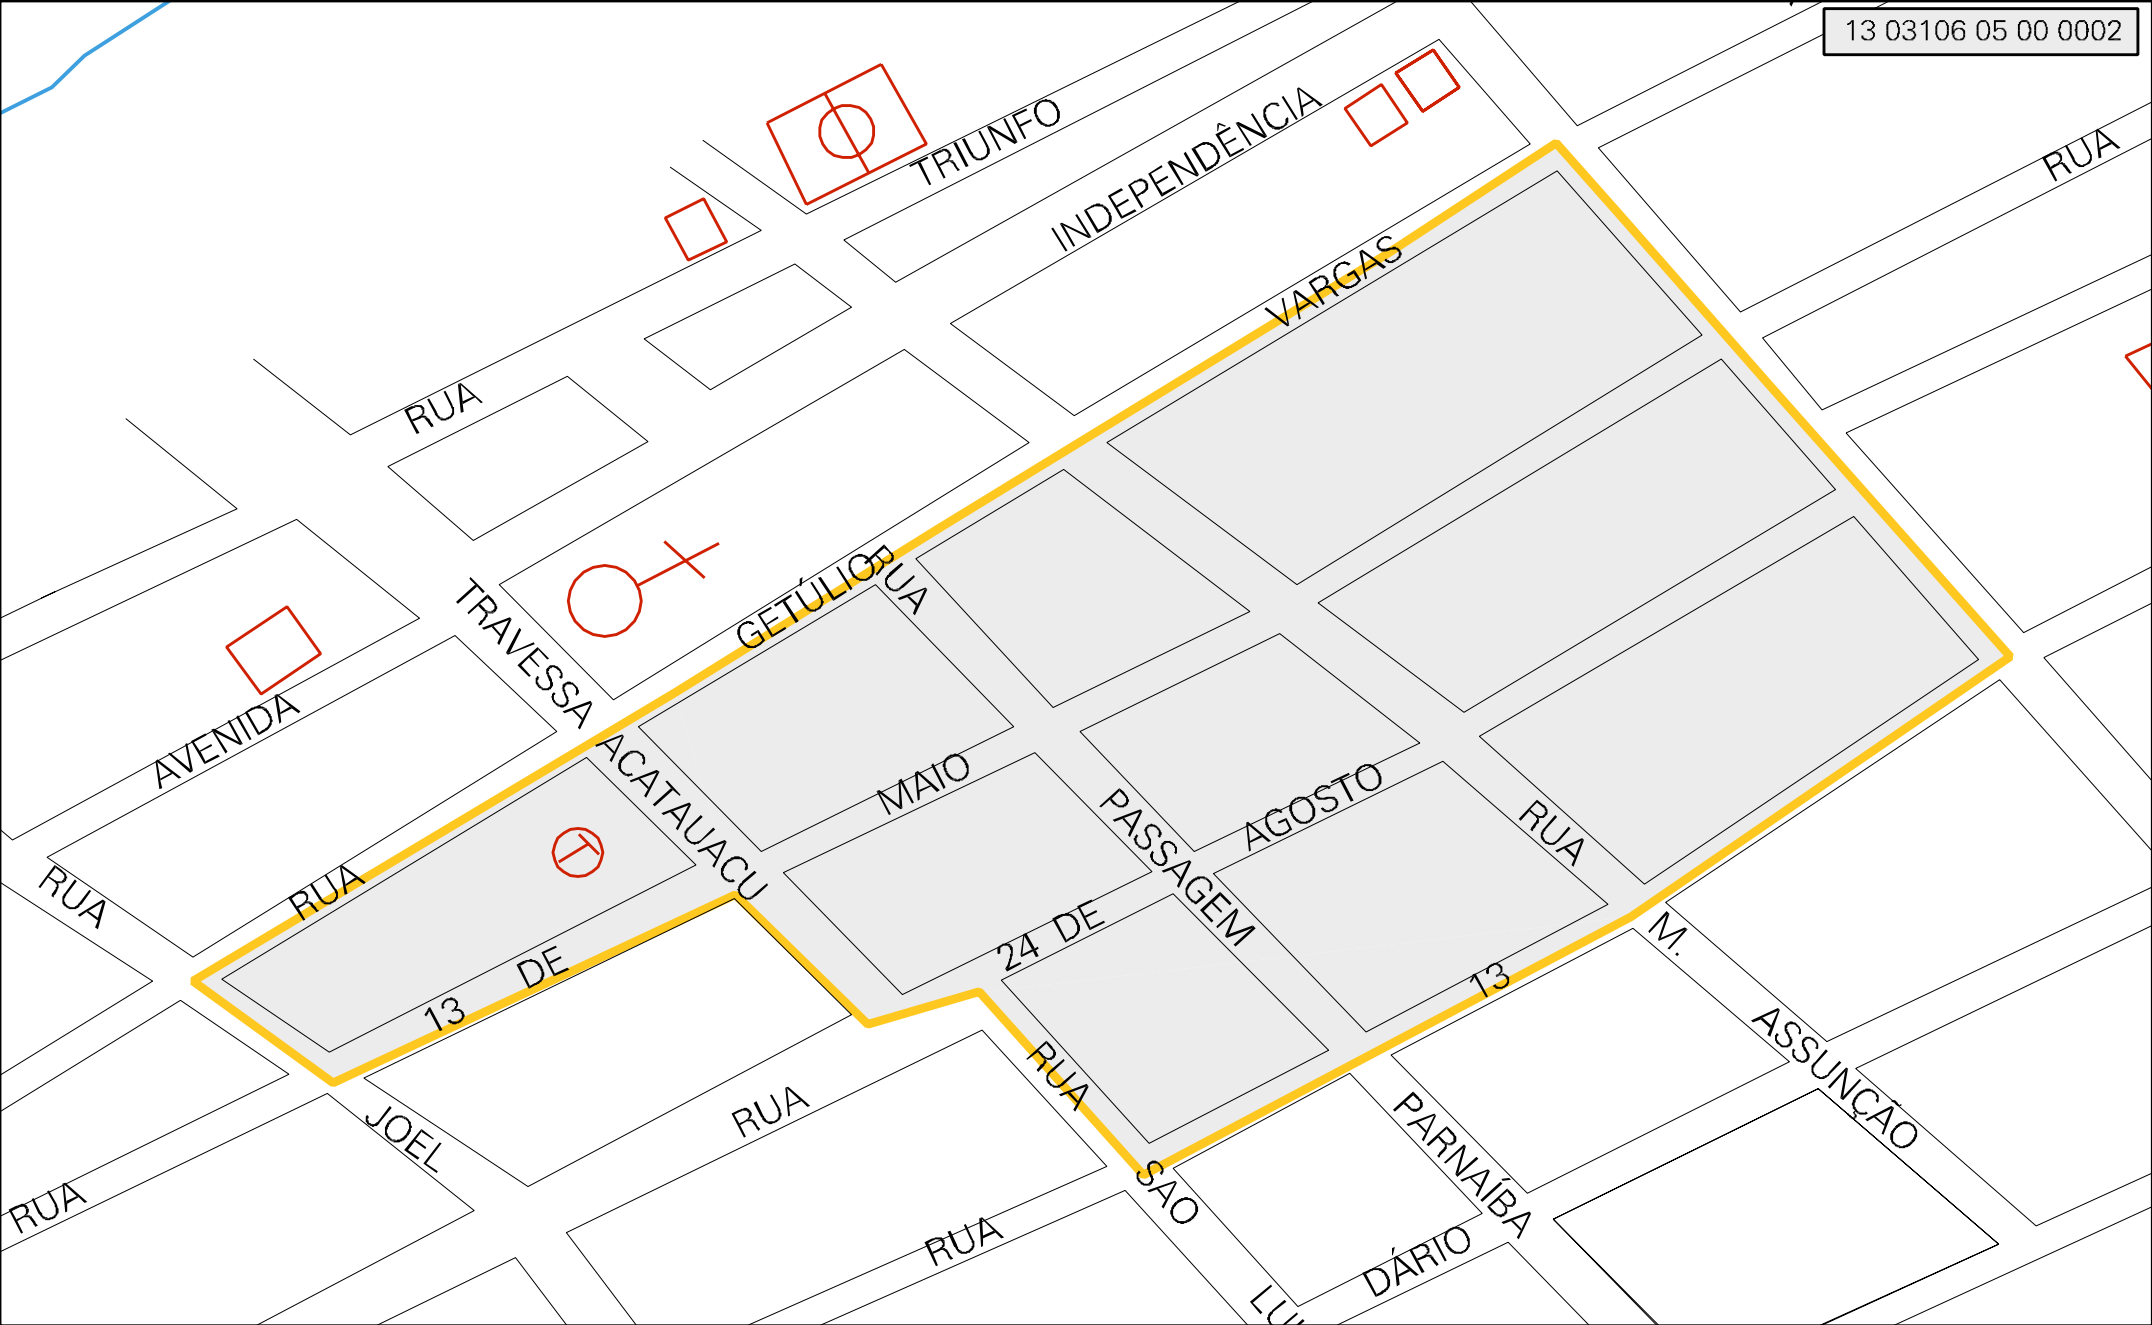 13 03106 05 00 0002
TRIUNFO
INDEPENDÊNCIA
RUA
VARGAS
RUA
GETÚLIO
RUA
TRAVESSA
AVENIDA
ACATAUACU
MAIO
AGOSTO
PASSAGEM
RUA
RUA
RUA
24 DE
M.
DE
13
13
RUA
ASSUNÇÃO
JOEL
RUA
PARNAÍBA
RUA
SAO
RUA
DÁRIO